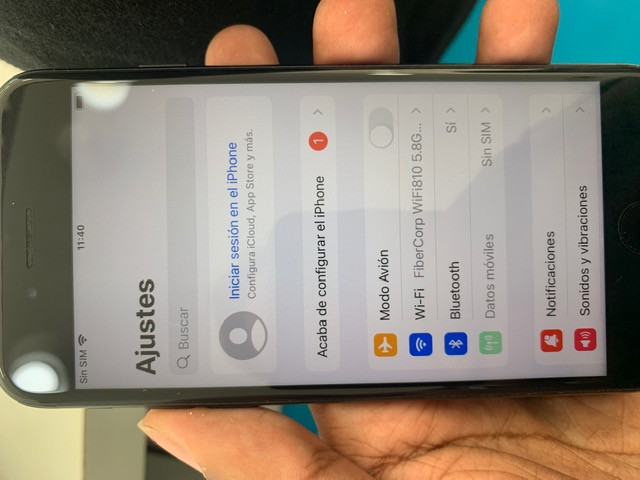 Sin SIM
11:40
Ajustes
Buscar
Iniciar sesión en el iPhone
Configura iCloud, App Store y más.
Acaba de configurar el iPhone
1
Modo Avión
Wi-Fi FiberCorp WiFi810 5.8G...
Bluetooth Sí
Datos móviles Sin SIM
Notificaciones
Sonidos y vibraciones